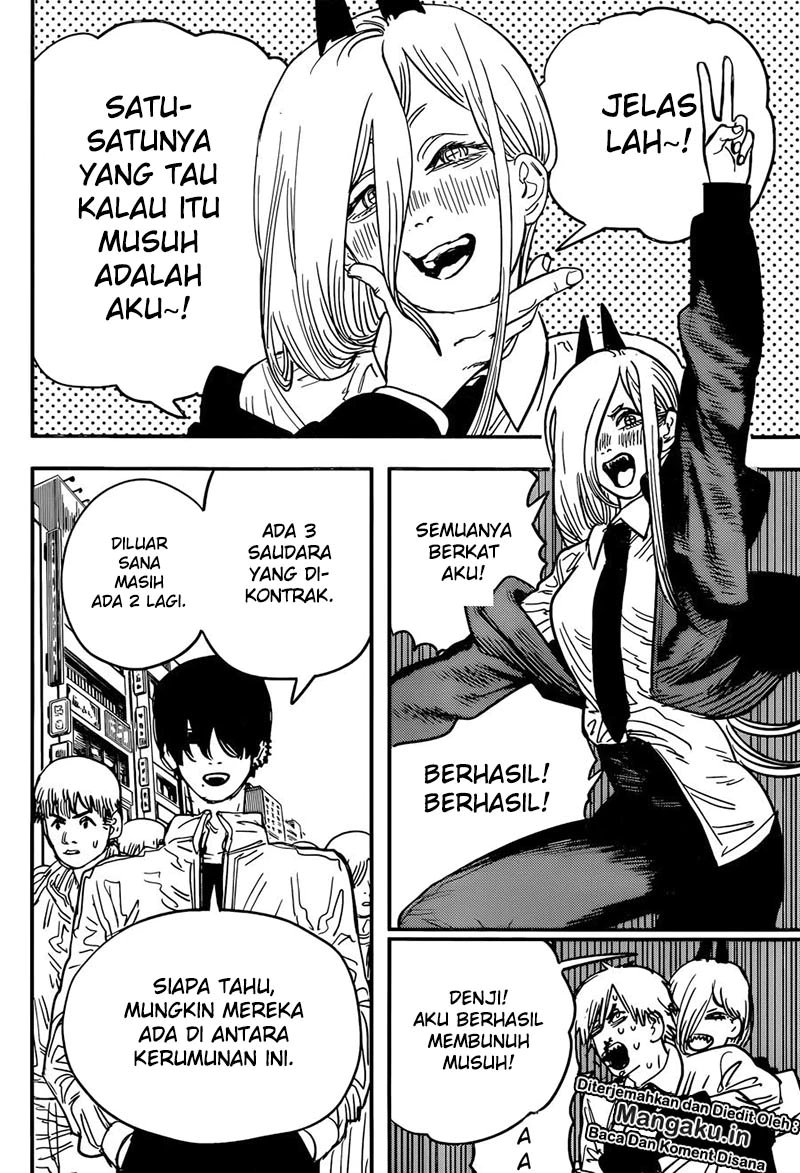 JELAS
LAH~!
SATU-
SATUNYA
YANG TAU
KALAU ITU
MUSUH
ADALAH
AKU~!
SEMUANYA
BERKAT
AKU!
BERHASIL!
BERHASIL!
ADA 3
SAUDARA
YANG DI-
KONTRAK.
DILUAR
SANA
MASIH
ADA 2 LAGI.
SIAPA TAHU,
MUNGKIN MEREKA
ADA DI ANTARA
KERUMUNAN INI.
DENJI!
AKU BERHASIL
MEMBUNUH
MUSUH!
A
A
Diterjemahkan dan Diedit Oleh :
Mangaku.in
Baca Dan Koment Disana